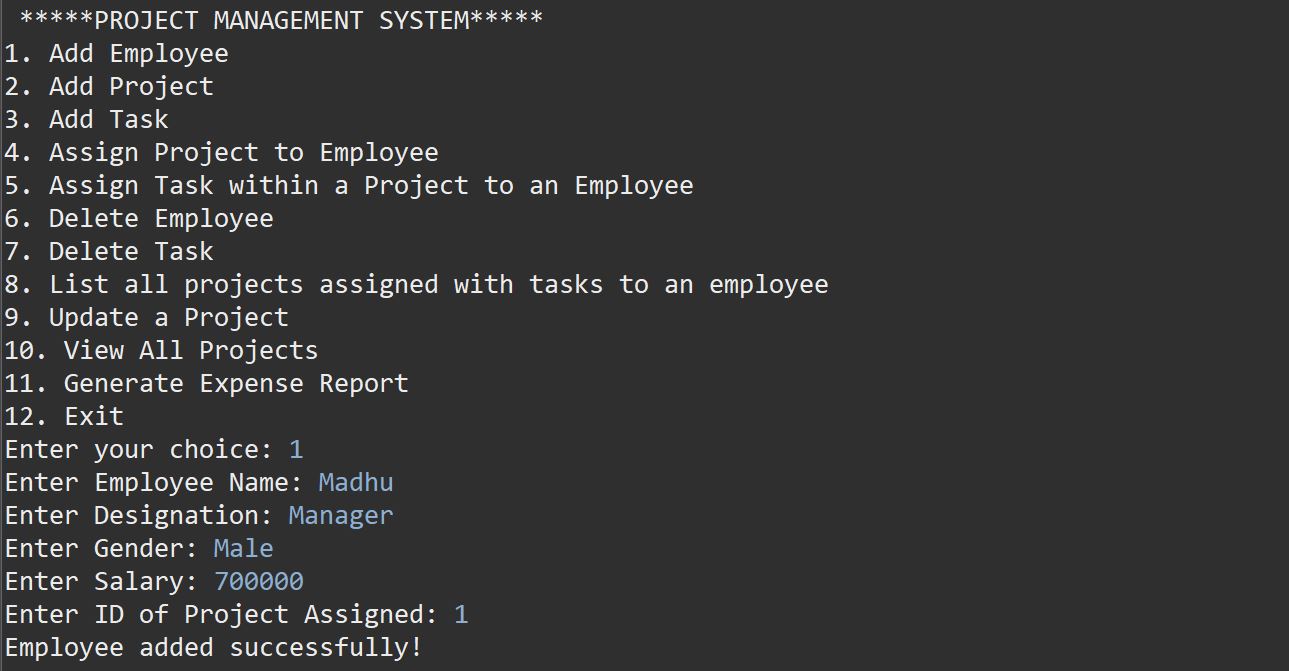 *****PROJECT MANAGEMENT SYSTEM*****
1. Add Employee
2. Add Project
3. Add Task
4. Assign Project to Employee
5. Assign Task within a Project to an Employee
6. Delete Employee
7. Delete Task
8. List all projects assigned with tasks to an employee
9. Update a Project
10. View All Projects
11. Generate Expense Report
12. Exit
Enter your choice: 1
Enter Employee Name: Madhu
Enter Designation: Manager
Enter Gender: Male
Enter Salary: 700000
Enter ID of Project Assigned: 1
Employee added successfully!